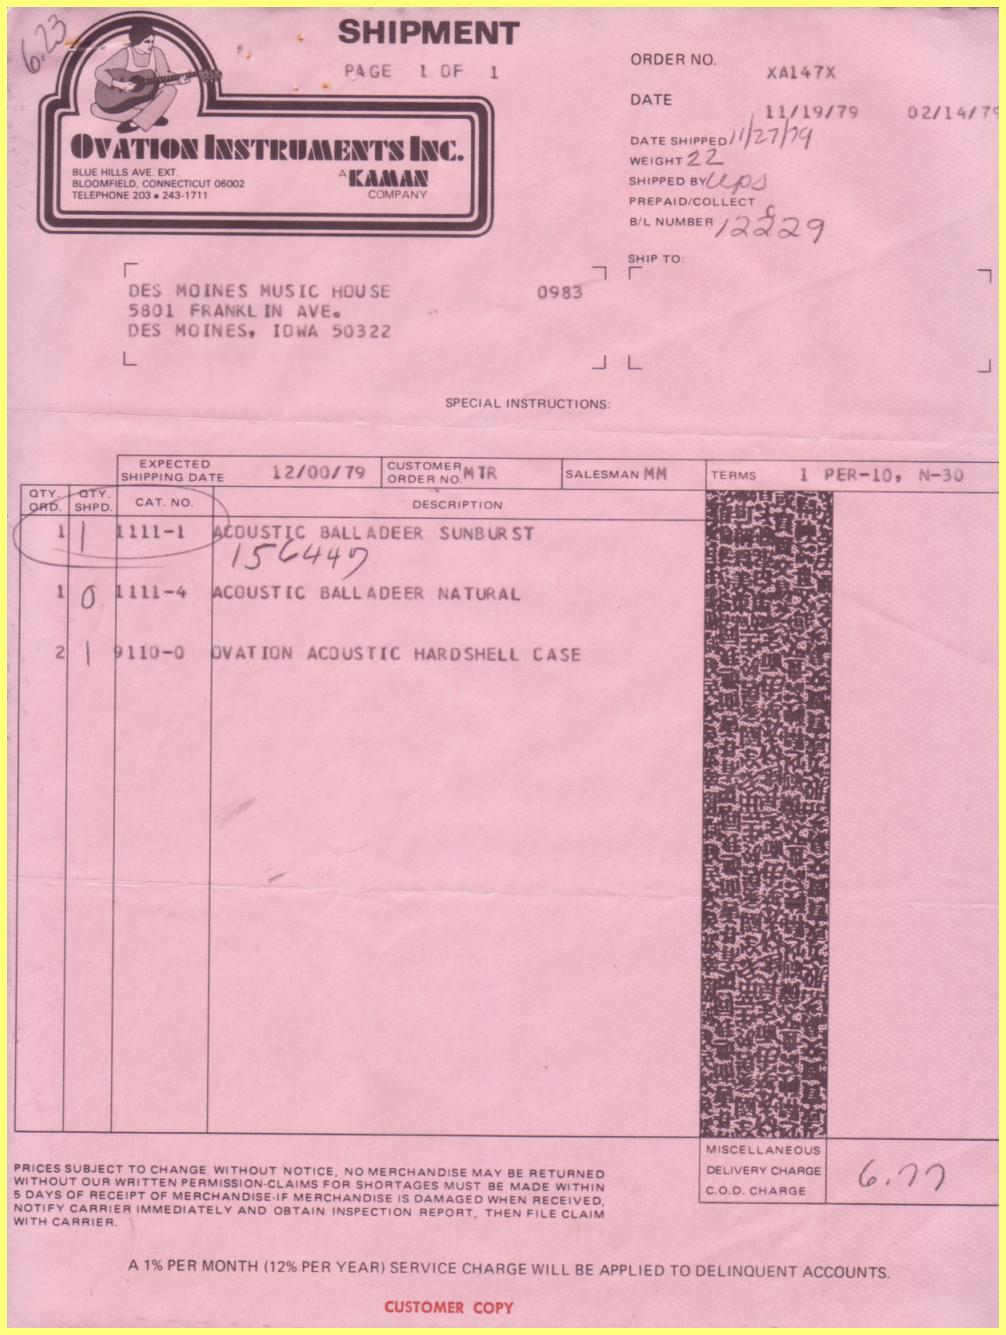 6.23
SHIPMENT
PAGE 1 OF 1
OVATION INSTRUMENTS INC.
BLUE HILLS AVE. EXT.
BLOOMFIELD, CONNECTICUT 06002
TELEPHONE 203 • 243-1711
A KAMAN COMPANY
ORDER NO. XA147X
DATE 11/19/79 02/14/79
DATE SHIPPED 11/27/79
WEIGHT 22
SHIPPED BY ups
PREPAID/COLLECT c
B/L NUMBER 12229
SHIP TO:
DES MOINES MUSIC HOUSE 0983
5801 FRANKLIN AVE.
DES MOINES, IOWA 50322
SPECIAL INSTRUCTIONS:
EXPECTED SHIPPING DATE 12/00/79 CUSTOMER ORDER NO. MTR SALESMAN MM TERMS 1 PER-10, N-30
QTY. ORD. QTY. SHPD. CAT. NO. DESCRIPTION
1 1 1111-1 ACOUSTIC BALLADEER SUNBURST
156447
1 0 1111-4 ACOUSTIC BALLADEER NATURAL
2 1 9110-0 OVATION ACOUSTIC HARDSHELL CASE
MISCELLANEOUS
DELIVERY CHARGE 6.77
C.O.D. CHARGE
PRICES SUBJECT TO CHANGE WITHOUT NOTICE, NO MERCHANDISE MAY BE RETURNED
WITHOUT OUR WRITTEN PERMISSION-CLAIMS FOR SHORTAGES MUST BE MADE WITHIN
5 DAYS OF RECEIPT OF MERCHANDISE-IF MERCHANDISE IS DAMAGED WHEN RECEIVED,
NOTIFY CARRIER IMMEDIATELY AND OBTAIN INSPECTION REPORT, THEN FILE CLAIM
WITH CARRIER.
A 1% PER MONTH (12% PER YEAR) SERVICE CHARGE WILL BE APPLIED TO DELINQUENT ACCOUNTS.
CUSTOMER COPY